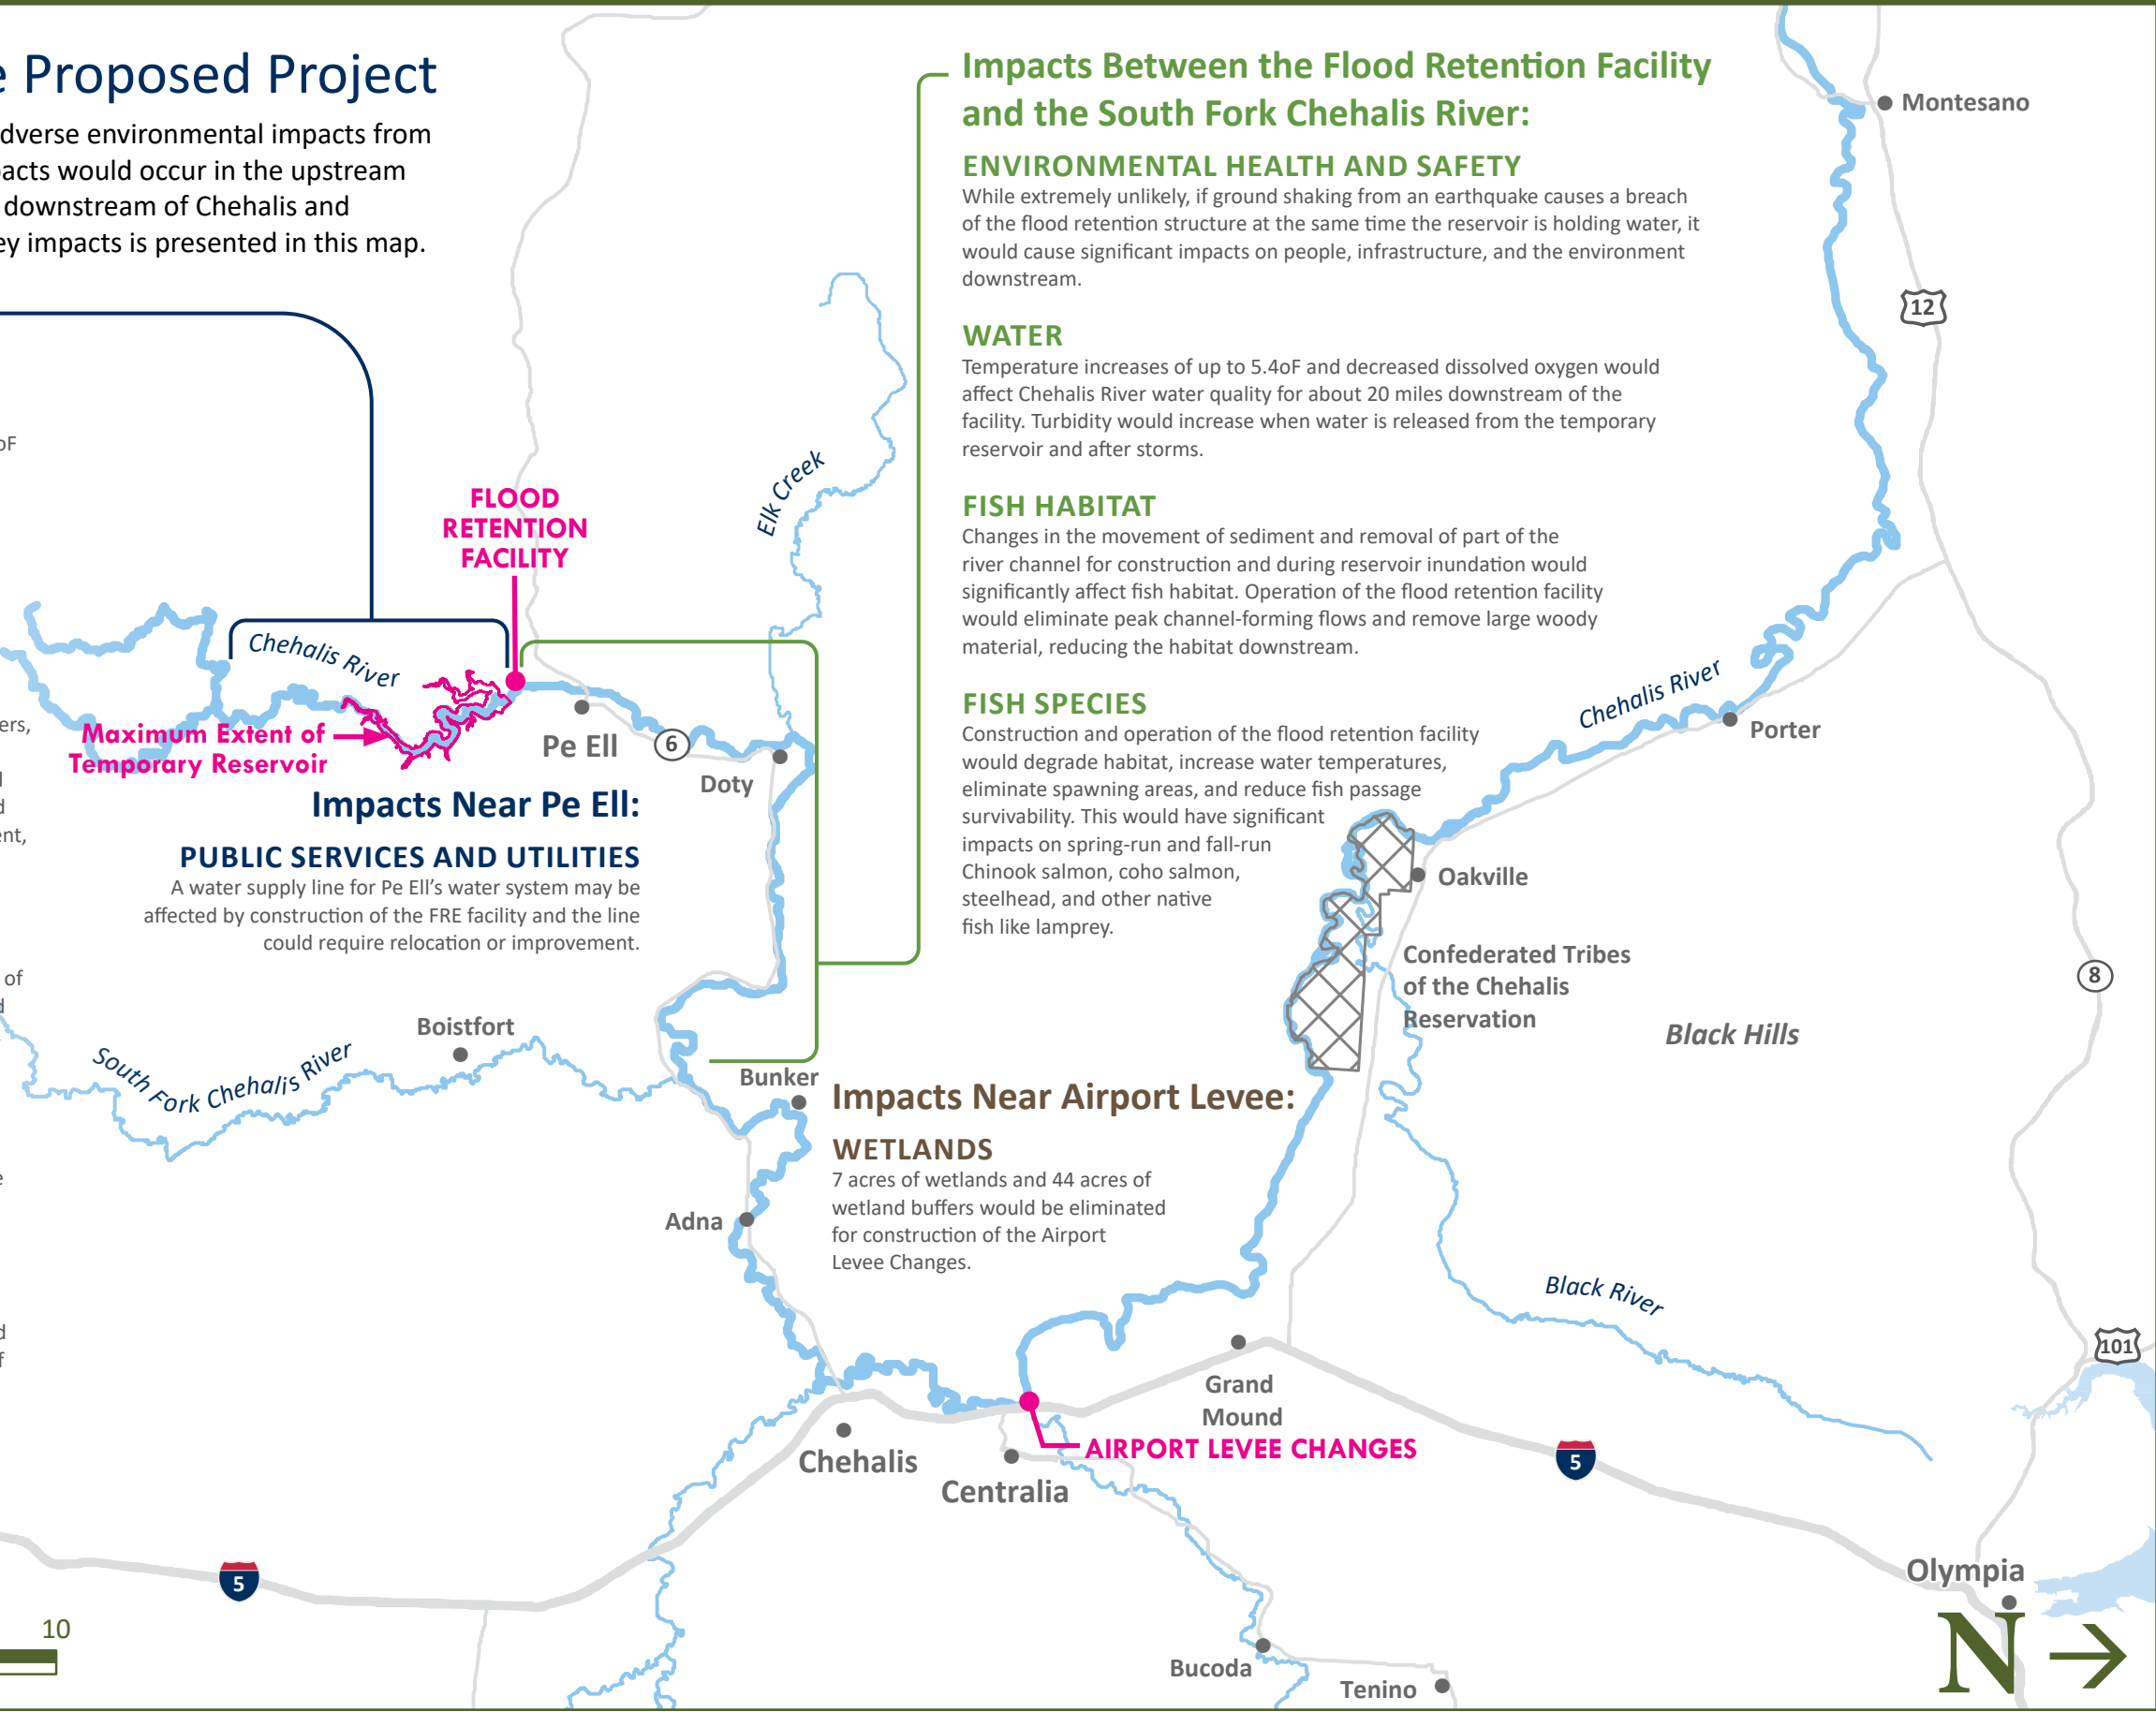 e Proposed Project
dverse environmental impacts from
pacts would occur in the upstream
downstream of Chehalis and
ey impacts is presented in this map.
oF
ers,
d
ent,
of
d
e
d
f
Impacts Between the Flood Retention Facility
and the South Fork Chehalis River:
ENVIRONMENTAL HEALTH AND SAFETY
While extremely unlikely, if ground shaking from an earthquake causes a breach
of the flood retention structure at the same time the reservoir is holding water, it
would cause significant impacts on people, infrastructure, and the environment
downstream.
WATER
Temperature increases of up to 5.4oF and decreased dissolved oxygen would
affect Chehalis River water quality for about 20 miles downstream of the
facility. Turbidity would increase when water is released from the temporary
reservoir and after storms.
FISH HABITAT
Changes in the movement of sediment and removal of part of the
river channel for construction and during reservoir inundation would
significantly affect fish habitat. Operation of the flood retention facility
would eliminate peak channel-forming flows and remove large woody
material, reducing the habitat downstream.
FISH SPECIES
Construction and operation of the flood retention facility
would degrade habitat, increase water temperatures,
eliminate spawning areas, and reduce fish passage
survivability. This would have significant
impacts on spring-run and fall-run
Chinook salmon, coho salmon,
steelhead, and other native
fish like lamprey.
Montesano
12
FLOOD
RETENTION
FACILITY
Elk Creek
Chehalis River
Maximum Extent of
Temporary Reservoir
Pe Ell
6
Doty
Impacts Near Pe Ell:
PUBLIC SERVICES AND UTILITIES
A water supply line for Pe Ell's water system may be
affected by construction of the FRE facility and the line
could require relocation or improvement.
Chehalis River
Porter
Oakville
Confederated Tribes
of the Chehalis
Reservation
Black Hills
8
Boistfort
South Fork Chehalis River
Bunker
Impacts Near Airport Levee:
WETLANDS
7 acres of wetlands and 44 acres of
wetland buffers would be eliminated
for construction of the Airport
Levee Changes.
Adna
Black River
101
Grand
Mound
AIRPORT LEVEE CHANGES
Chehalis
Centralia
5
5
Olympia
10
Bucoda
Tenino
N